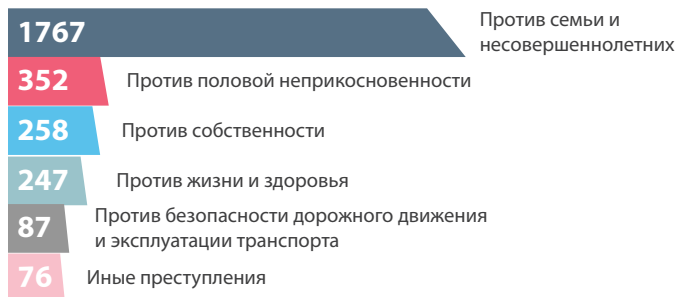 1767
Против семьи и
несовершеннолетних
352 Против половой неприкосновенности
258 Против собственности
247 Против жизни и здоровья
87 Против безопасности дорожного движения
и эксплуатации транспорта
76 Иные преступления